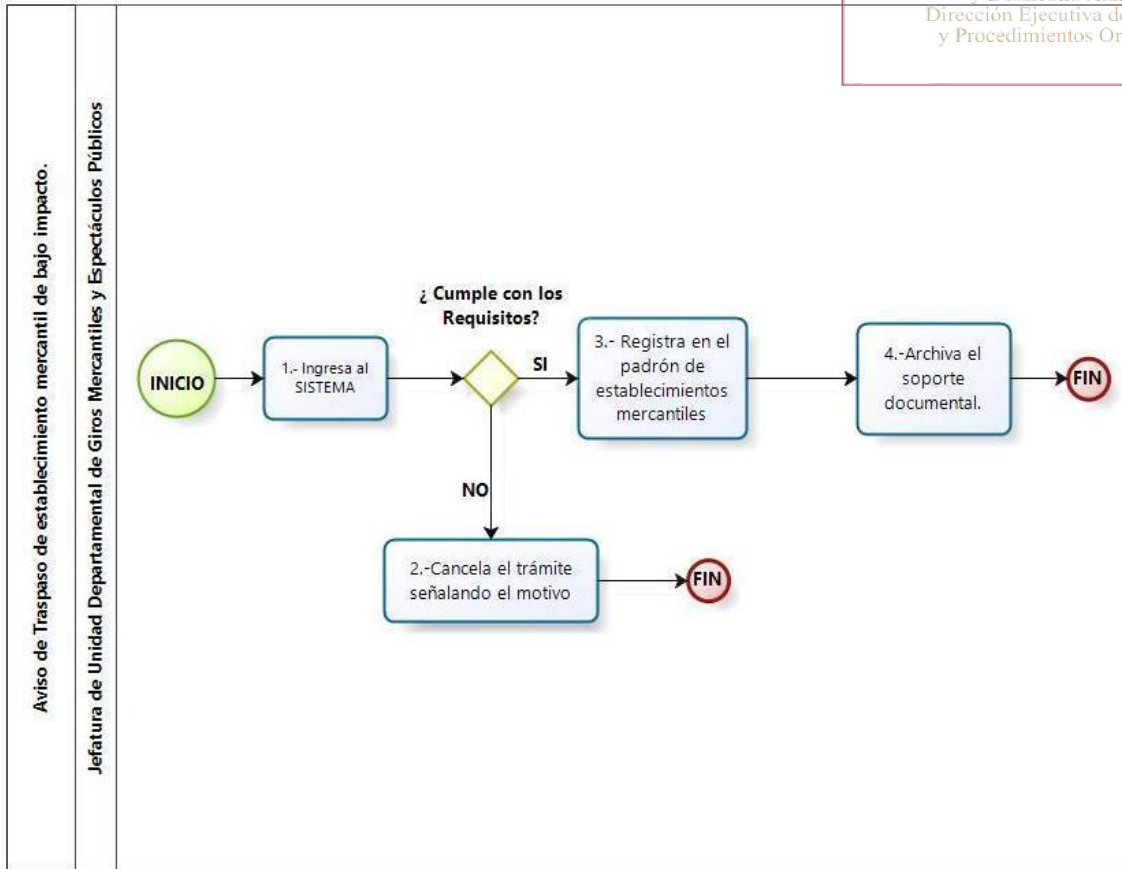 Dirección Ejecutiva de
y Procedimientos Or
Aviso de Traspaso de establecimiento mercantil de bajo impacto.
Jefatura de Unidad Departamental de Giros Mercantiles y Espectáculos Públicos
INICIO
1.- Ingresa al
SISTEMA
¿ Cumple con los
Requisitos?
SI
3.- Registra en el
padrón de
establecimientos
mercantiles
4.-Archiva el
soporte
documental.
FIN
NO
2.-Cancela el trámite
señalando el motivo
FIN